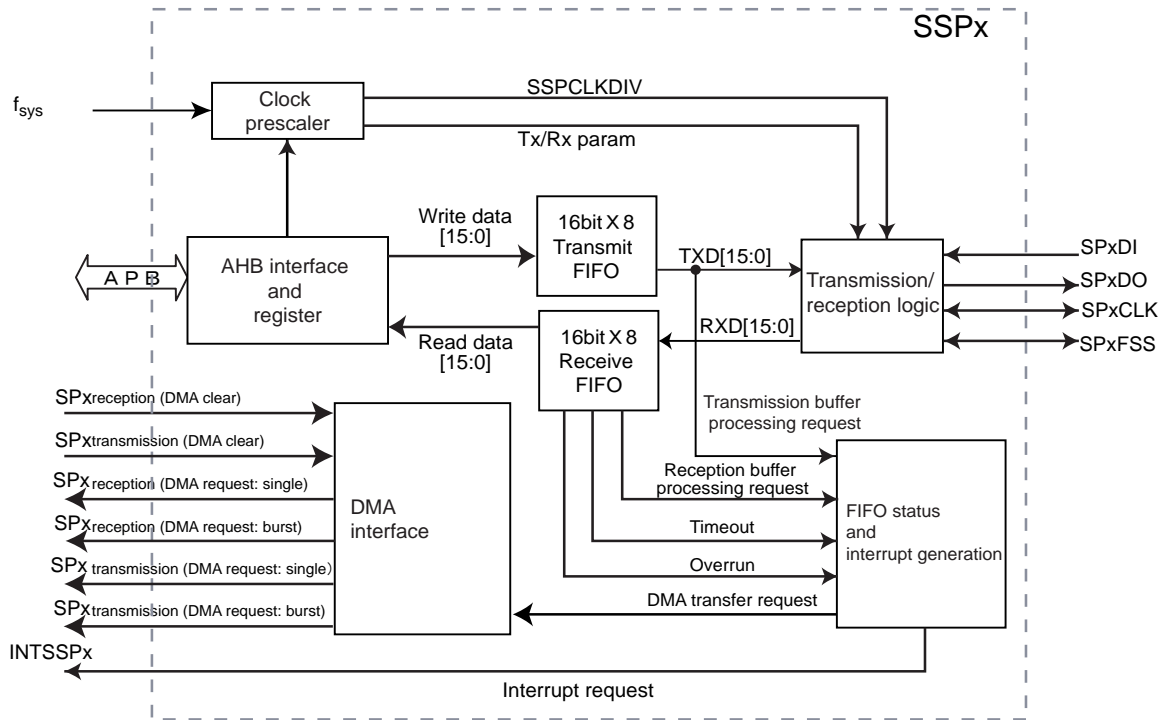 SSPx
fsys
Clock
prescaler
SSPCLKDIV
Tx/Rx param
APB
AHB interface
and
register
Write data
[15:0]
16bit X 8
Transmit
FIFO
TXD[15:0]
Transmission/
reception logic
SPxDI
SPxDO
SPxCLK
SPxFSS
Read data
[15:0]
16bit X 8
Receive
FIFO
RXD[15:0]
SPxreception (DMA clear)
SPxtransmission (DMA clear)
SPx reception (DMA request: single)
SPxreception (DMA request: burst)
SPx transmission (DMA request: single)
SPxtransmission (DMA request: burst)
INTSSPx
DMA
interface
Transmission buffer
processing request
Reception buffer
processing request
Timeout
Overrun
DMA transfer request
FIFO status
and
interrupt generation
Interrupt request